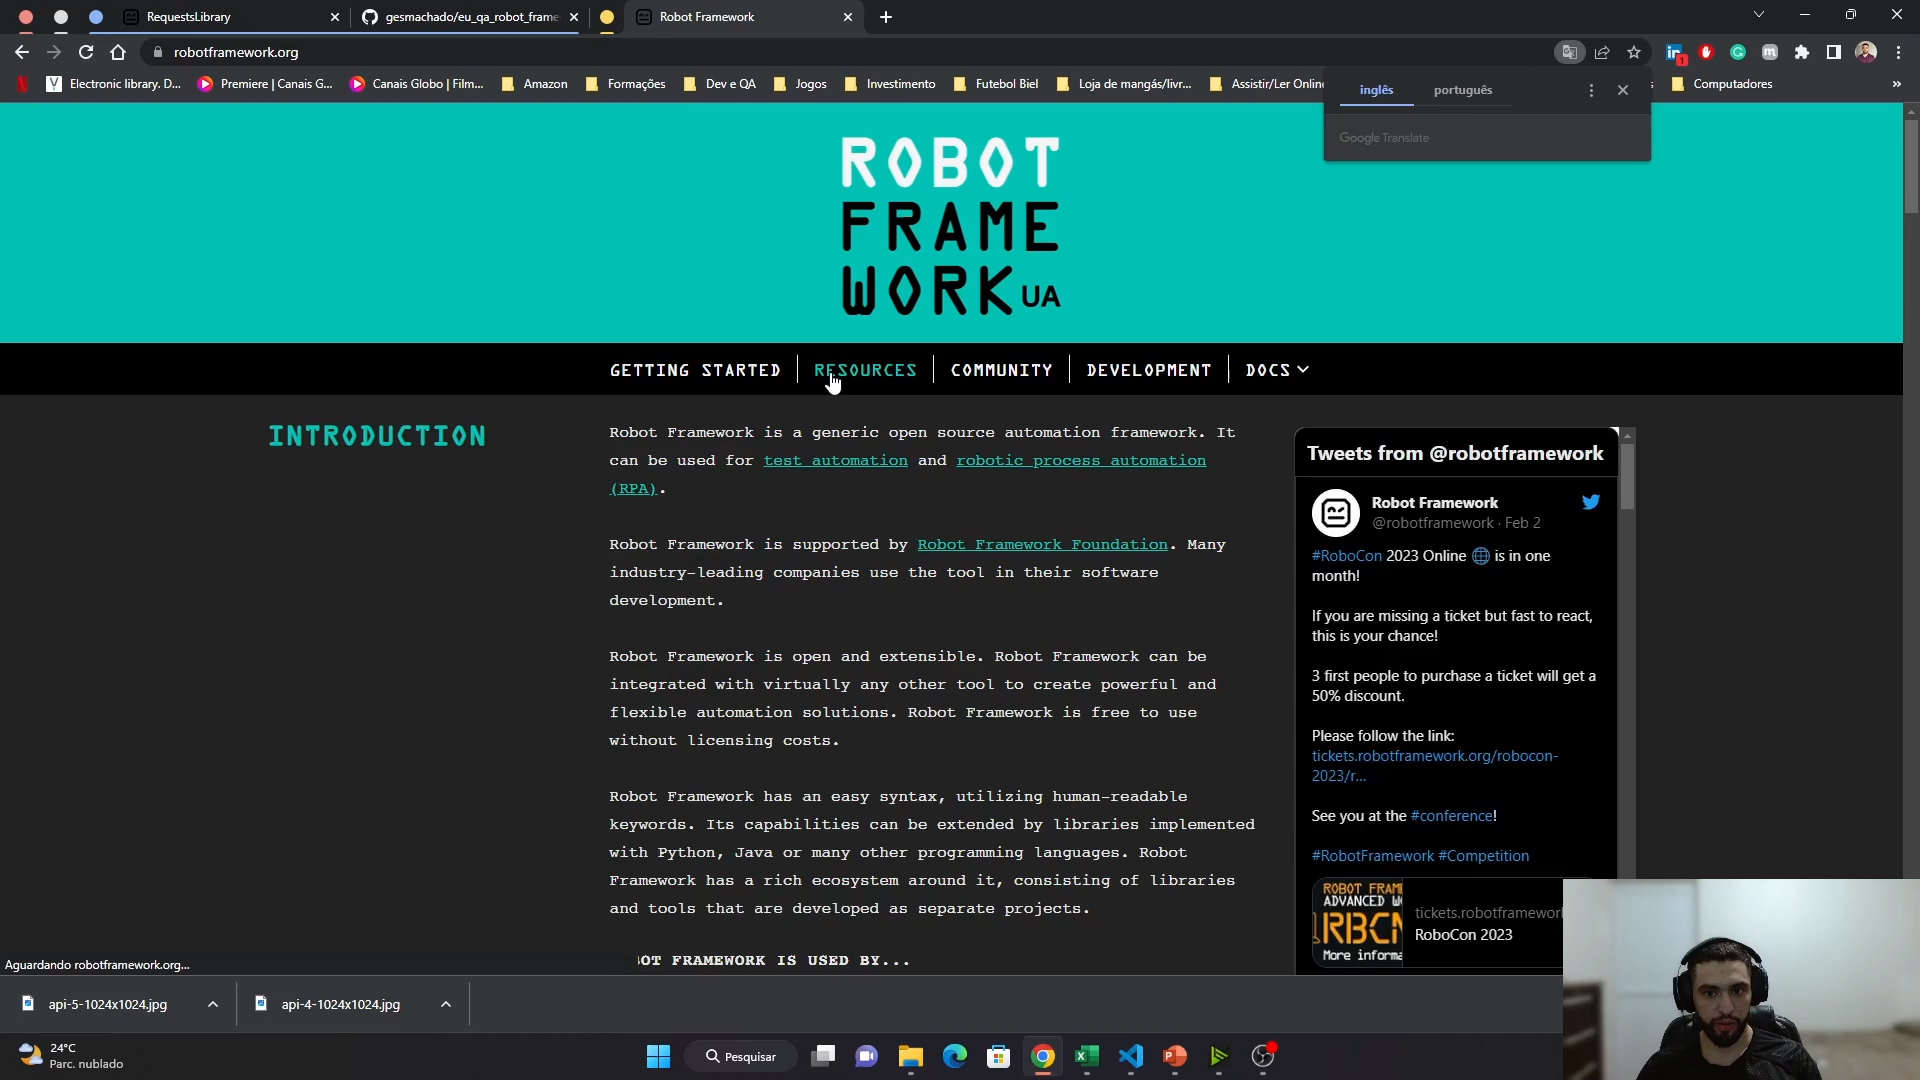 RequestsLibrary
gesmachado/eu_qa_robot_frame
Robot Framework
robotframework.org
Electronic library. D...
Premiere | Canais G...
Canais Globo | Film...
Amazon
Formações
Dev e QA
Jogos
Investimento
Futebol Biel
Loja de mangás/livr...
Assistir/Ler Online
Computadores
»
inglês
português
Google Translate
ROBOT
FRAME
WORK UA
GETTING STARTED
RESOURCES
COMMUNITY
DEVELOPMENT
DOCS
INTRODUCTION
Robot Framework is a generic open source automation framework. It
can be used for test automation and robotic process automation
(RPA).
Robot Framework is supported by Robot Framework Foundation. Many
industry-leading companies use the tool in their software
development.
Robot Framework is open and extensible. Robot Framework can be
integrated with virtually any other tool to create powerful and
flexible automation solutions. Robot Framework is free to use
without licensing costs.
Robot Framework has an easy syntax, utilizing human-readable
keywords. Its capabilities can be extended by libraries implemented
with Python, Java or many other programming languages. Robot
Framework has a rich ecosystem around it, consisting of libraries
and tools that are developed as separate projects.
OT FRAMEWORK IS USED BY...
Tweets from @robotframework
Robot Framework
@robotframework · Feb 2
#RoboCon 2023 Online 🌐 is in one
month!
If you are missing a ticket but fast to react,
this is your chance!
3 first people to purchase a ticket will get a
50% discount.
Please follow the link:
tickets.robotframework.org/robocon-
2023/r...
See you at the #conference!
#RobotFramework #Competition
ROBOT FRAM
ADVANCED W
RBCN
More informa
tickets.robotframework
RoboCon 2023
Aguardando robotframework.org...
api-5-1024x1024.jpg
api-4-1024x1024.jpg
24°C
Parc. nublado
Pesquisar